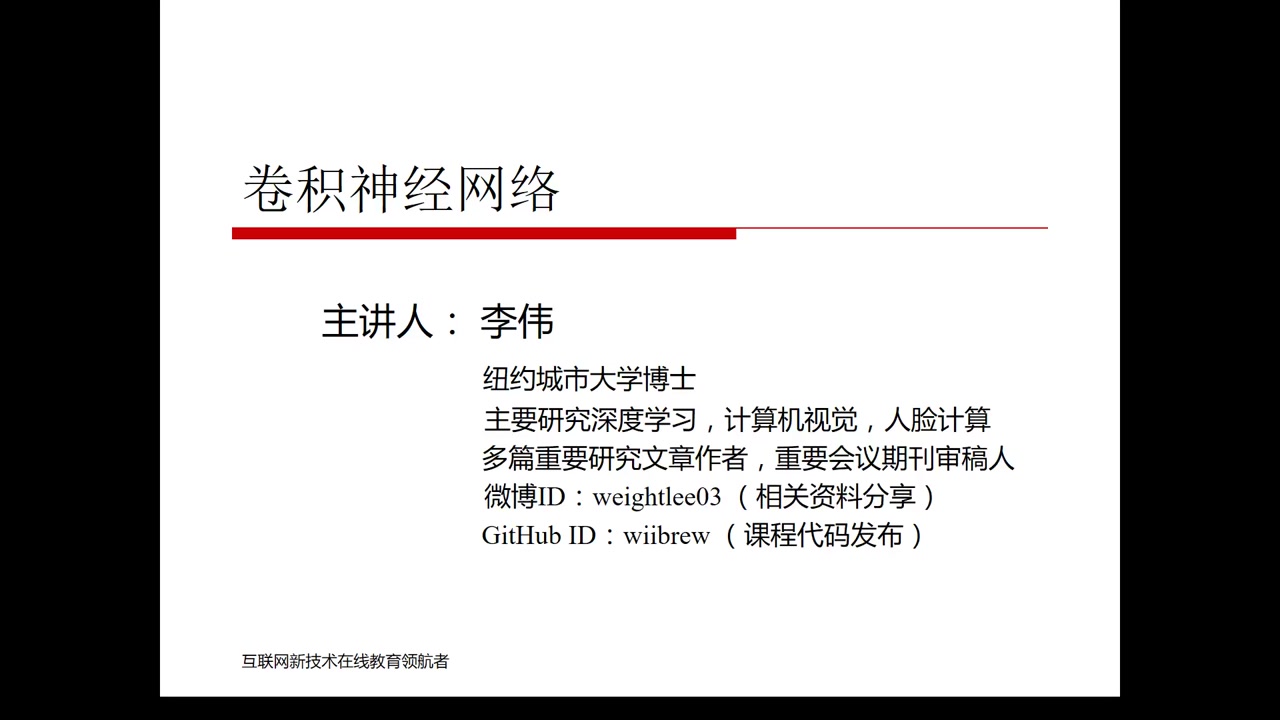 卷积神经网络
主讲人： 李伟
纽约城市大学博士
主要研究深度学习，计算机视觉，人脸计算
多篇重要研究文章作者，重要会议期刊审稿人
微博ID：weightlee03（相关资料分享）
GitHub ID：wiibrew（课程代码发布）
互联网新技术在线教育领航者